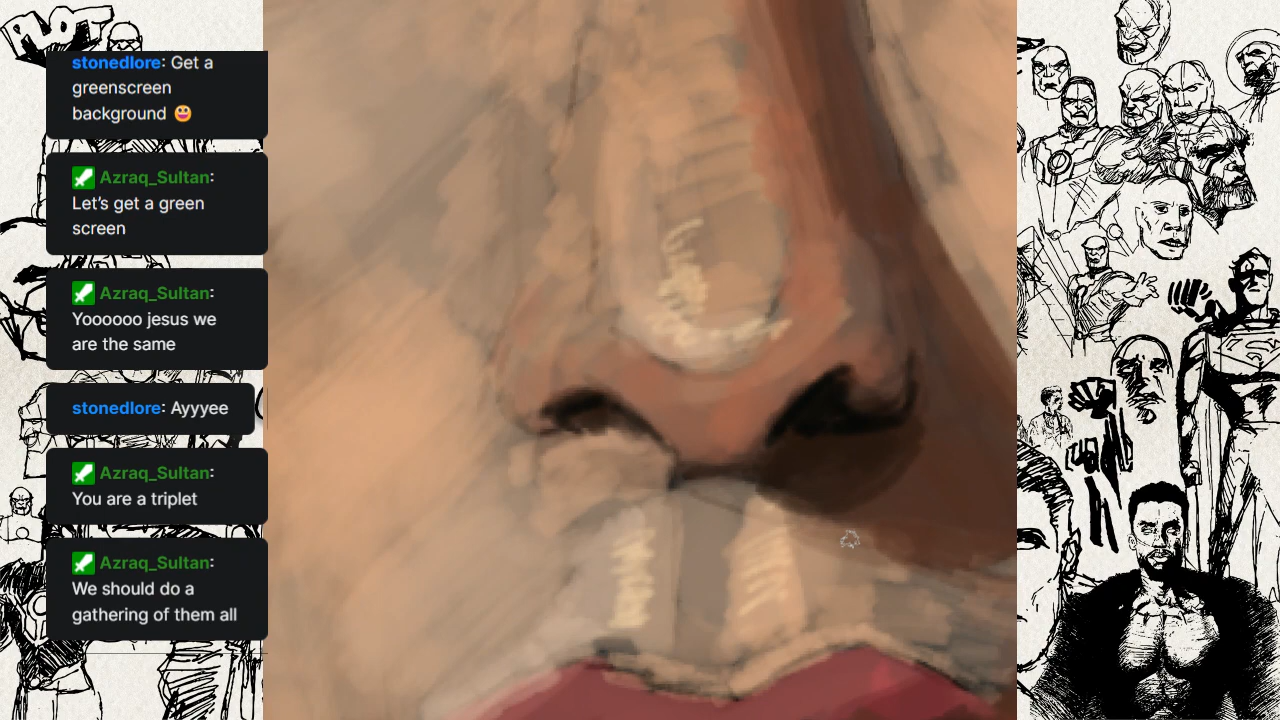 PLOT
stonedlore: Get a
greenscreen
background 😀
Azraq_Sultan:
Let’s get a green
screen
Azraq_Sultan:
Yoooooo jesus we
are the same
stonedlore: Ayyyee
Azraq_Sultan:
You are a triplet
Azraq_Sultan:
We should do a
gathering of them all